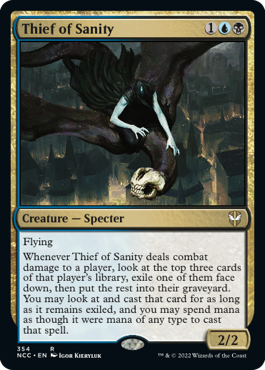 Thief of Sanity 1
Creature — Specter
Flying
Whenever Thief of Sanity deals combat
damage to a player, look at the top three cards
of that player's library, exile one of them face
down, then put the rest into their graveyard.
You may look at and cast that card for as long
as it remains exiled, and you may spend mana
as though it were mana of any type to cast
that spell.
2/2
354 R
NCC • EN Igor Kieryluk
™ & © 2022 Wizards of the Coast